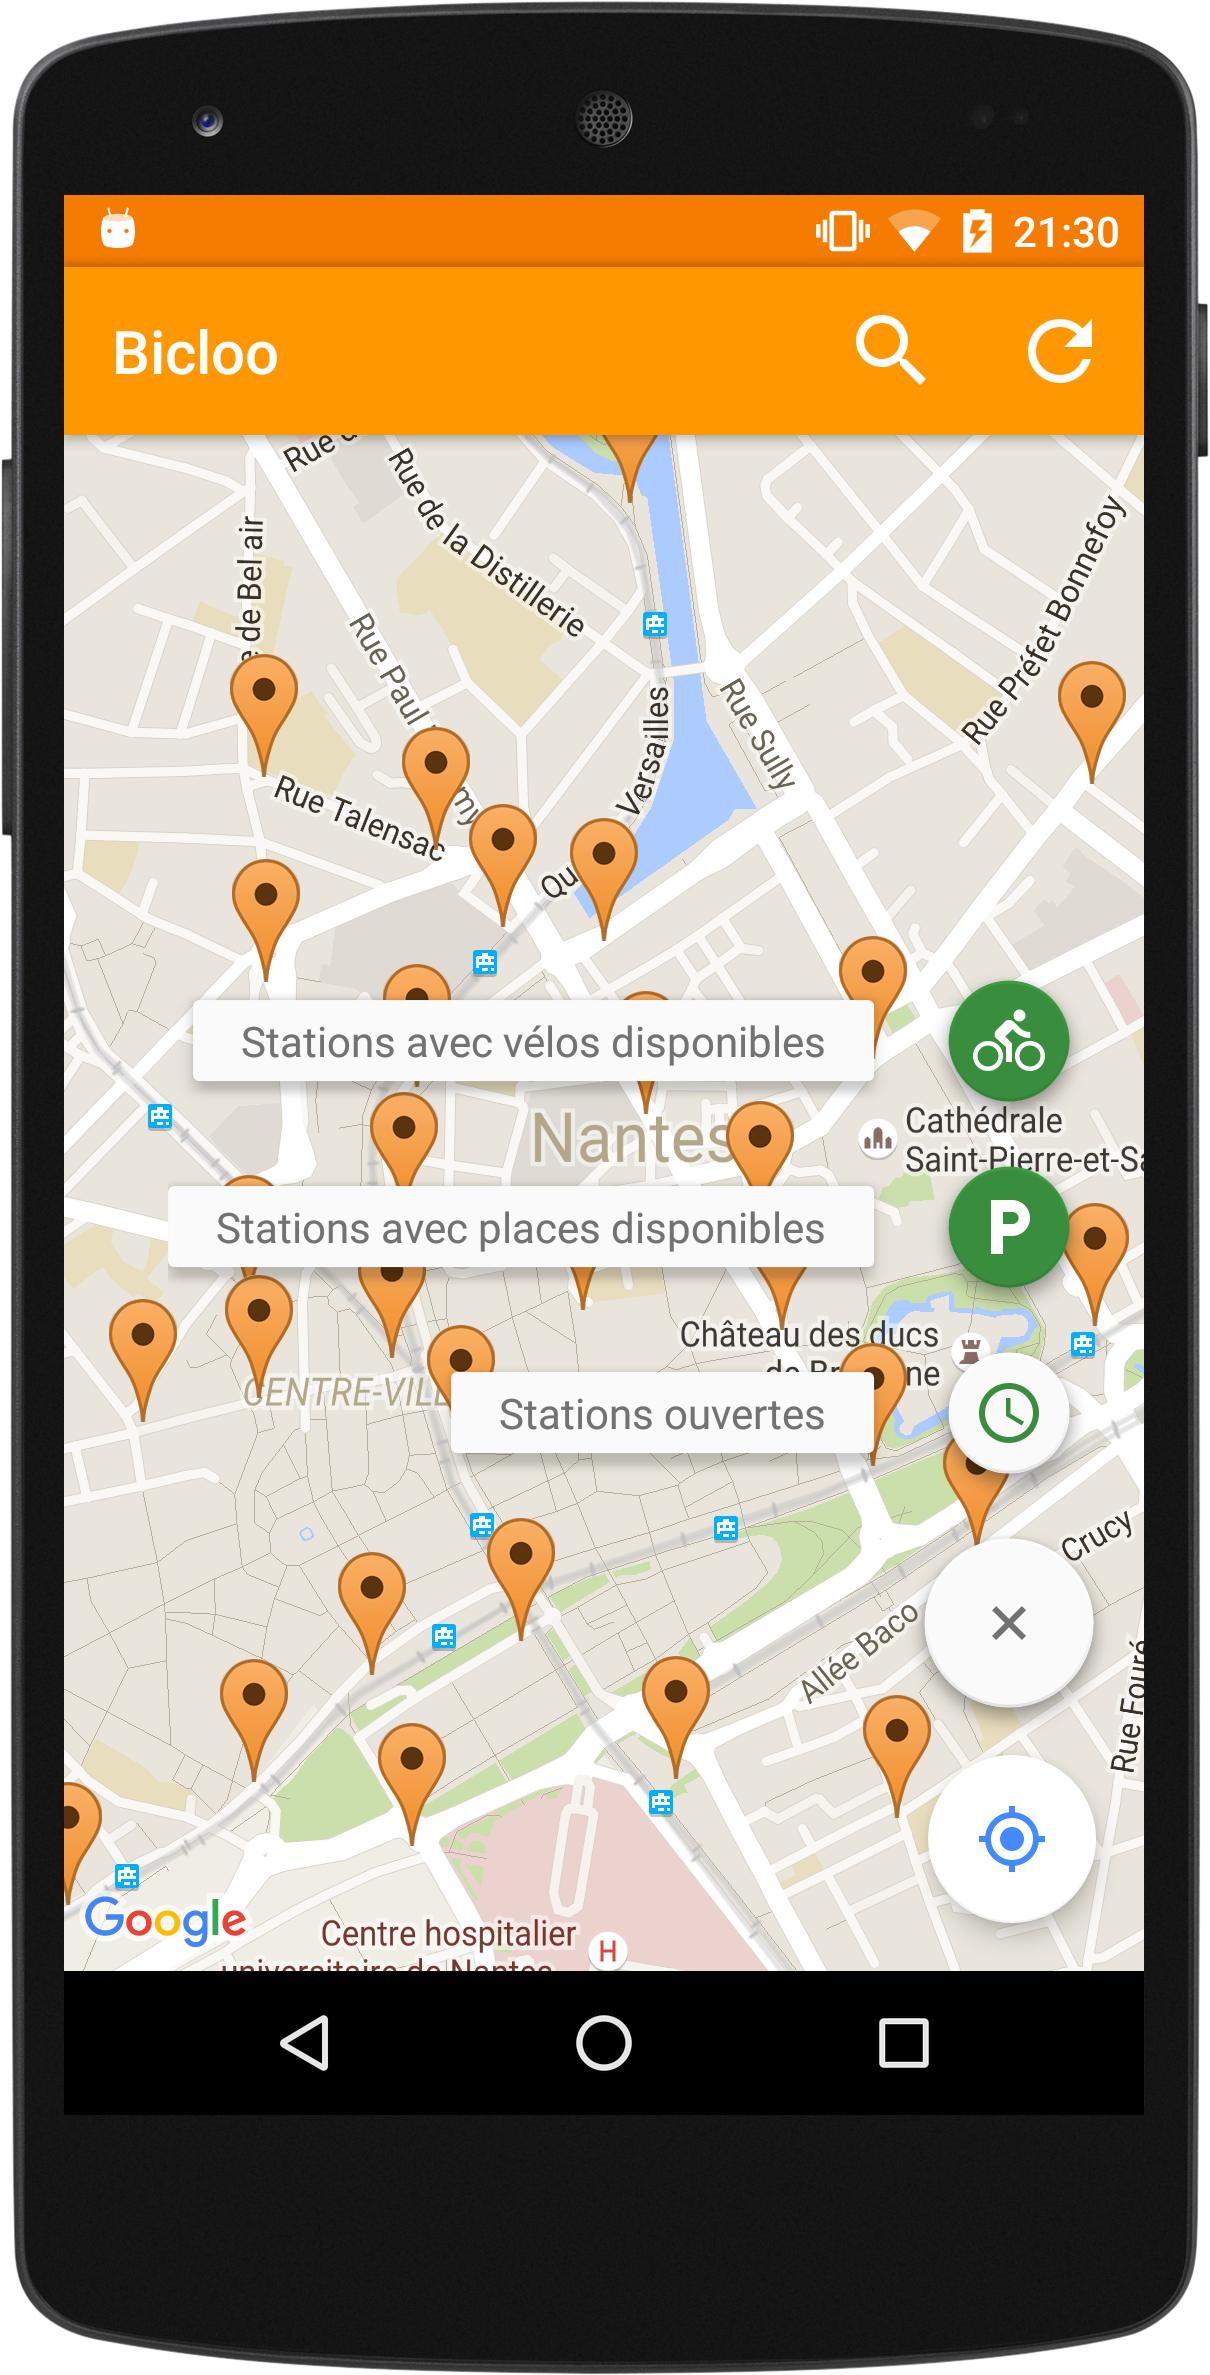 21:30
Bicloo
Rue d
Rue de la Distillerie
e de Bel air
Rue Préfet Bonnefoy
Rue Paul
my
Rue Sully
Versailles
Rue Talensac
Qu
Stations avec vélos disponibles
Nantes
Cathédrale
Saint-Pierre-et-Sa
Stations avec places disponibles
P
Château des ducs
de Br ne
CENTRE-VILL
Stations ouvertes
Crucy
Allée Baco
Rue Fouré
Google
Centre hospitalier
H
universitaire de Nantes